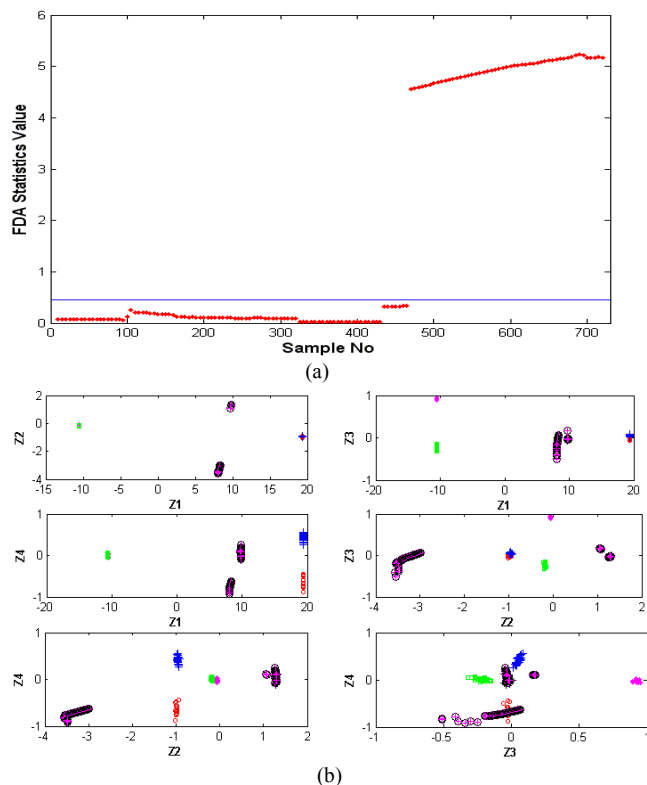 6
5
4
3
2
1
0
FDA Statistics Value
0 100 200 300 400 500 600 700
Sample No
(a)
2
0
-2
-4
Z2
-15 -10 -5 0 5 10 15 20
Z1
1
0
-1
Z3
-20 -10 0 10 20
Z1
1
0
-1
Z4
-20 -10 0 10 20
Z1
1
0
-1
Z3
-4 -3 -2 -1 0 1 2
Z2
1
0
-1
Z4
-4 -3 -2 -1 0 1 2
Z2
1
0
-1
Z4
-1 -0.5 0 0.5 1
Z3
(b)